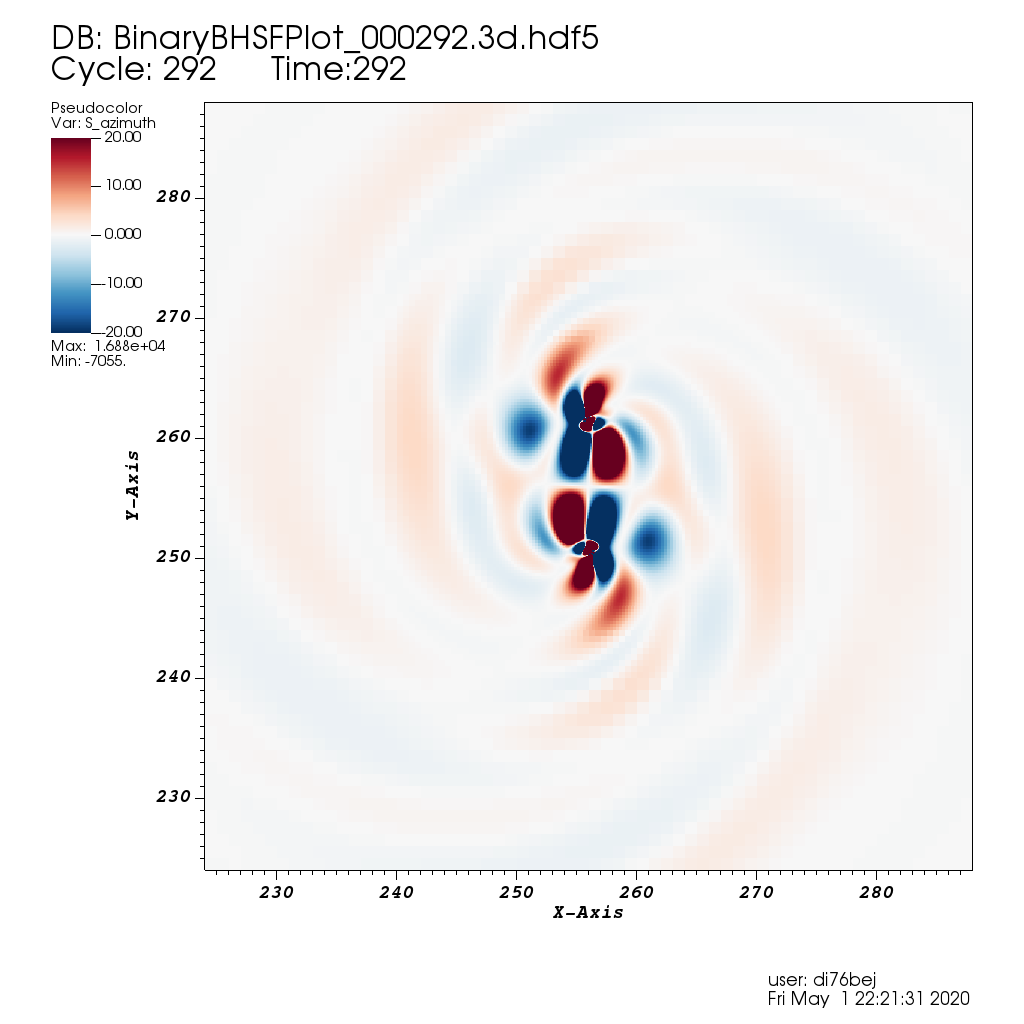 DB: BinaryBHSFPlot_000292.3d.hdf5
Cycle: 292 Time:292
Pseudocolor
Var: S_azimuth
20.00
10.00
0.000
-10.00
-20.00
Max: 1.688e+04
Min: -7055.
280
270
260
250
240
230
Y-Axis
230 240 250 260 270 280
X-Axis
user: di76bej
Fri May 1 22:21:31 2020